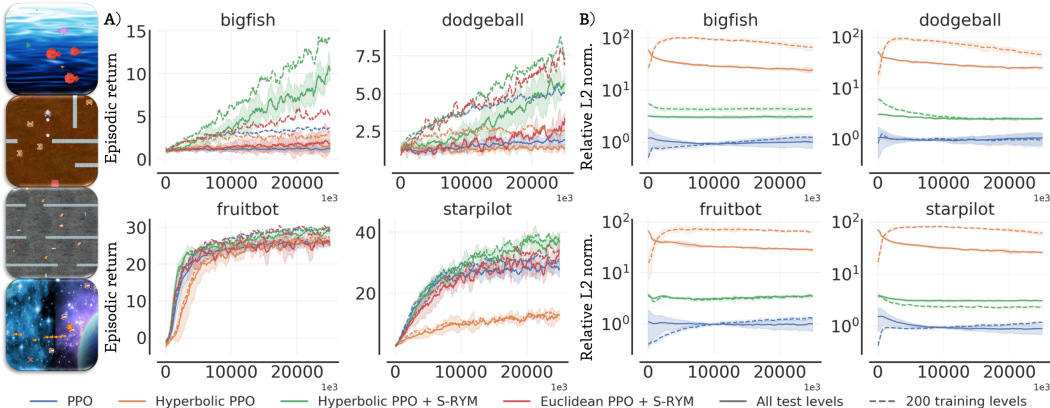 A)
bigfish
dodgeball
B)
bigfish
dodgeball
Episodic return
15
10
5
0
7.5
5.0
2.5
Relative L2 norm.
10²
10¹
10⁰
10²
10¹
10⁰
0 10000 20000
1e3
0 10000 20000
1e3
0 10000 20000
1e3
0 10000 20000
1e3
fruitbot
starpilot
fruitbot
starpilot
Episodic return
30
20
10
0
40
20
Relative L2 norm.
10²
10¹
10⁰
10²
10¹
10⁰
0 10000 20000
1e3
0 10000 20000
1e3
0 10000 20000
1e3
0 10000 20000
1e3
PPO Hyperbolic PPO Hyperbolic PPO + S-RYM Euclidean PPO + S-RYM All test levels 200 training levels